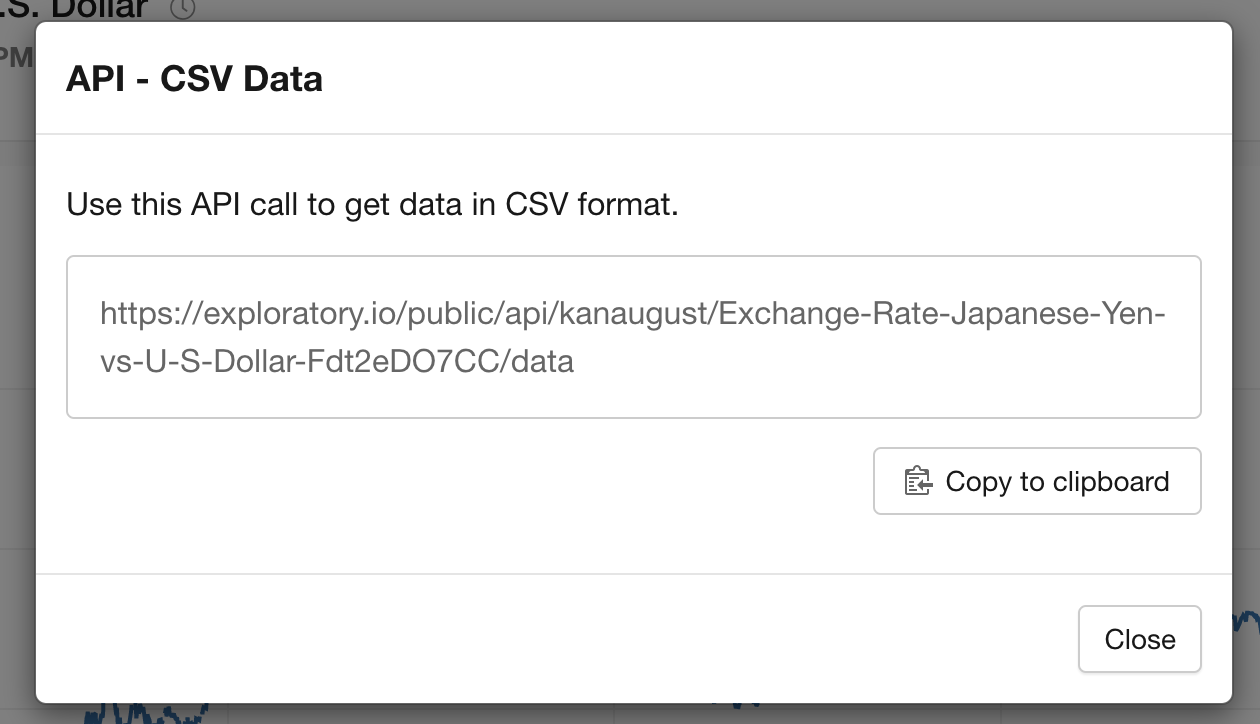 .S. Dollar
PM
API - CSV Data
Use this API call to get data in CSV format.
https://exploratory.io/public/api/kanaugust/Exchange-Rate-Japanese-Yen-
vs-U-S-Dollar-Fdt2eDO7CC/data
Copy to clipboard
Close